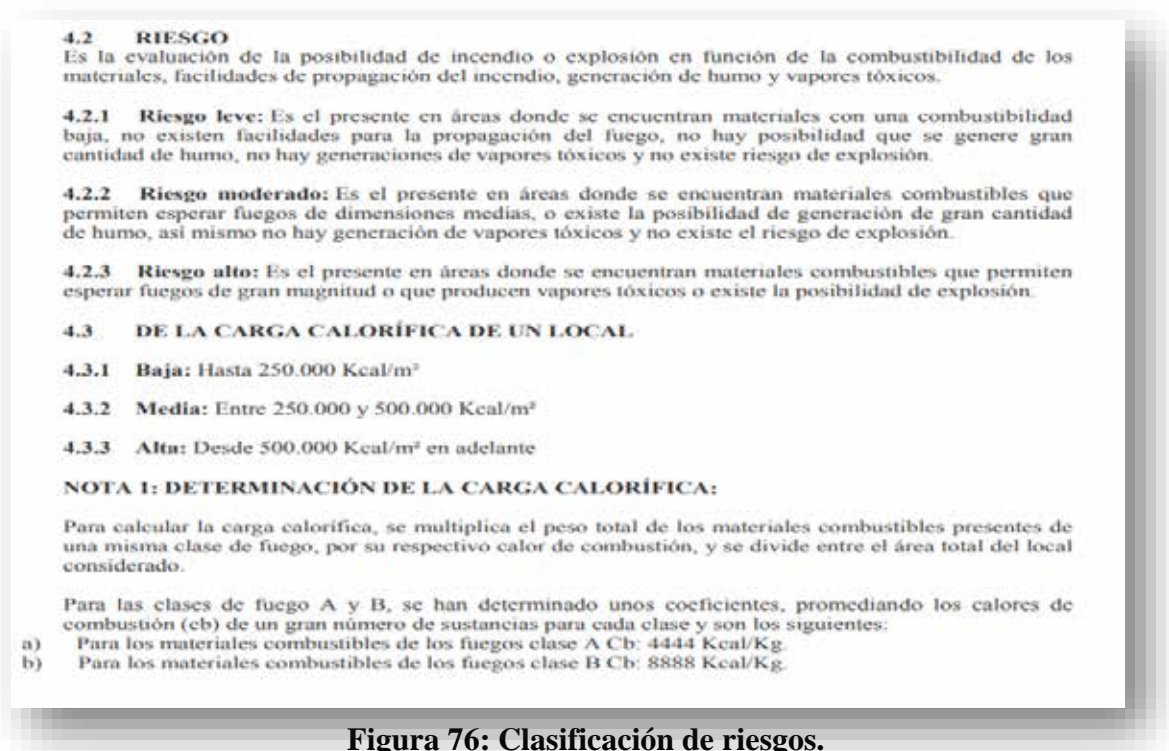 4.2 RIESGO
Es la evaluación de la posibilidad de incendio o explosión en función de la combustibilidad de los
materiales, facilidades de propagación del incendio, generación de humo y vapores tóxicos.
4.2.1 Riesgo leve: Es el presente en áreas donde se encuentran materiales con una combustibilidad
baja, no existen facilidades para la propagación del fuego, no hay posibilidad que se genere gran
cantidad de humo, no hay generaciones de vapores tóxicos y no existe riesgo de explosión.
4.2.2 Riesgo moderado: Es el presente en áreas donde se encuentran materiales combustibles que
permiten esperar fuegos de dimensiones medias, o existe la posibilidad de generación de gran cantidad
de humo, así mismo no hay generación de vapores tóxicos y no existe el riesgo de explosión.
4.2.3 Riesgo alto: Es el presente en áreas donde se encuentran materiales combustibles que permiten
esperar fuegos de gran magnitud o que producen vapores tóxicos o existe la posibilidad de explosión.
4.3 DE LA CARGA CALORÍFICA DE UN LOCAL
4.3.1 Baja: Hasta 250.000 Kcal/m²
4.3.2 Media: Entre 250.000 y 500.000 Kcal/m²
4.3.3 Alta: Desde 500.000 Kcal/m² en adelante
NOTA 1: DETERMINACIÓN DE LA CARGA CALORÍFICA:
Para calcular la carga calorífica, se multiplica el peso total de los materiales combustibles presentes de
una misma clase de fuego, por su respectivo calor de combustión, y se divide entre el área total del local
considerado.
Para las clases de fuego A y B, se han determinado unos coeficientes, promediando los calores de
combustión (cb) de un gran número de sustancias para cada clase y son los siguientes:
a) Para los materiales combustibles de los fuegos clase A Cb: 4444 Kcal/Kg.
b) Para los materiales combustibles de los fuegos clase B Cb: 8888 Kcal/Kg.
Figura 76: Clasificación de riesgos.